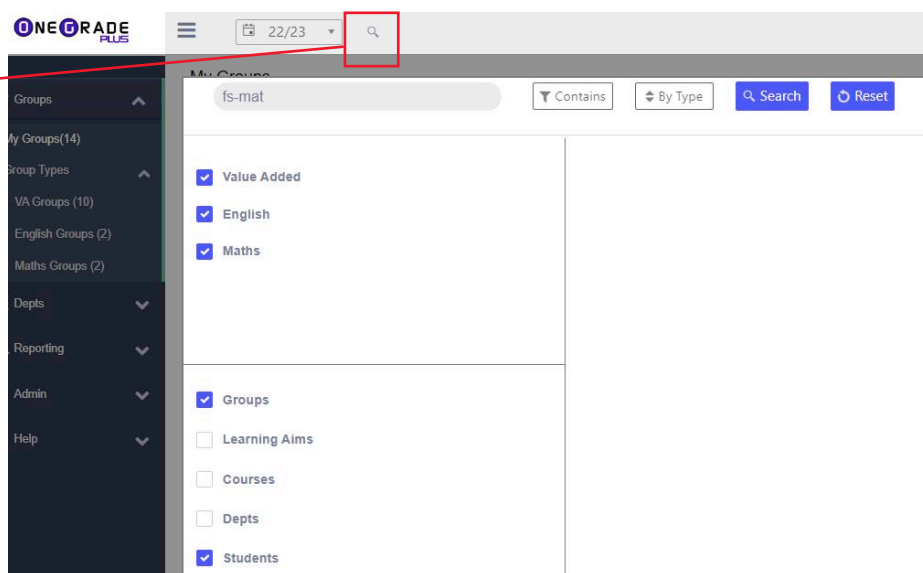 ONEGRADE
PLUS
22/23
My Groups
fs-mat
Contains
By Type
Search
Reset
Groups
My Groups(14)
Group Types
VA Groups (10)
English Groups (2)
Maths Groups (2)
Depts
Reporting
Admin
Help
Value Added
English
Maths
Groups
Learning Aims
Courses
Depts
Students